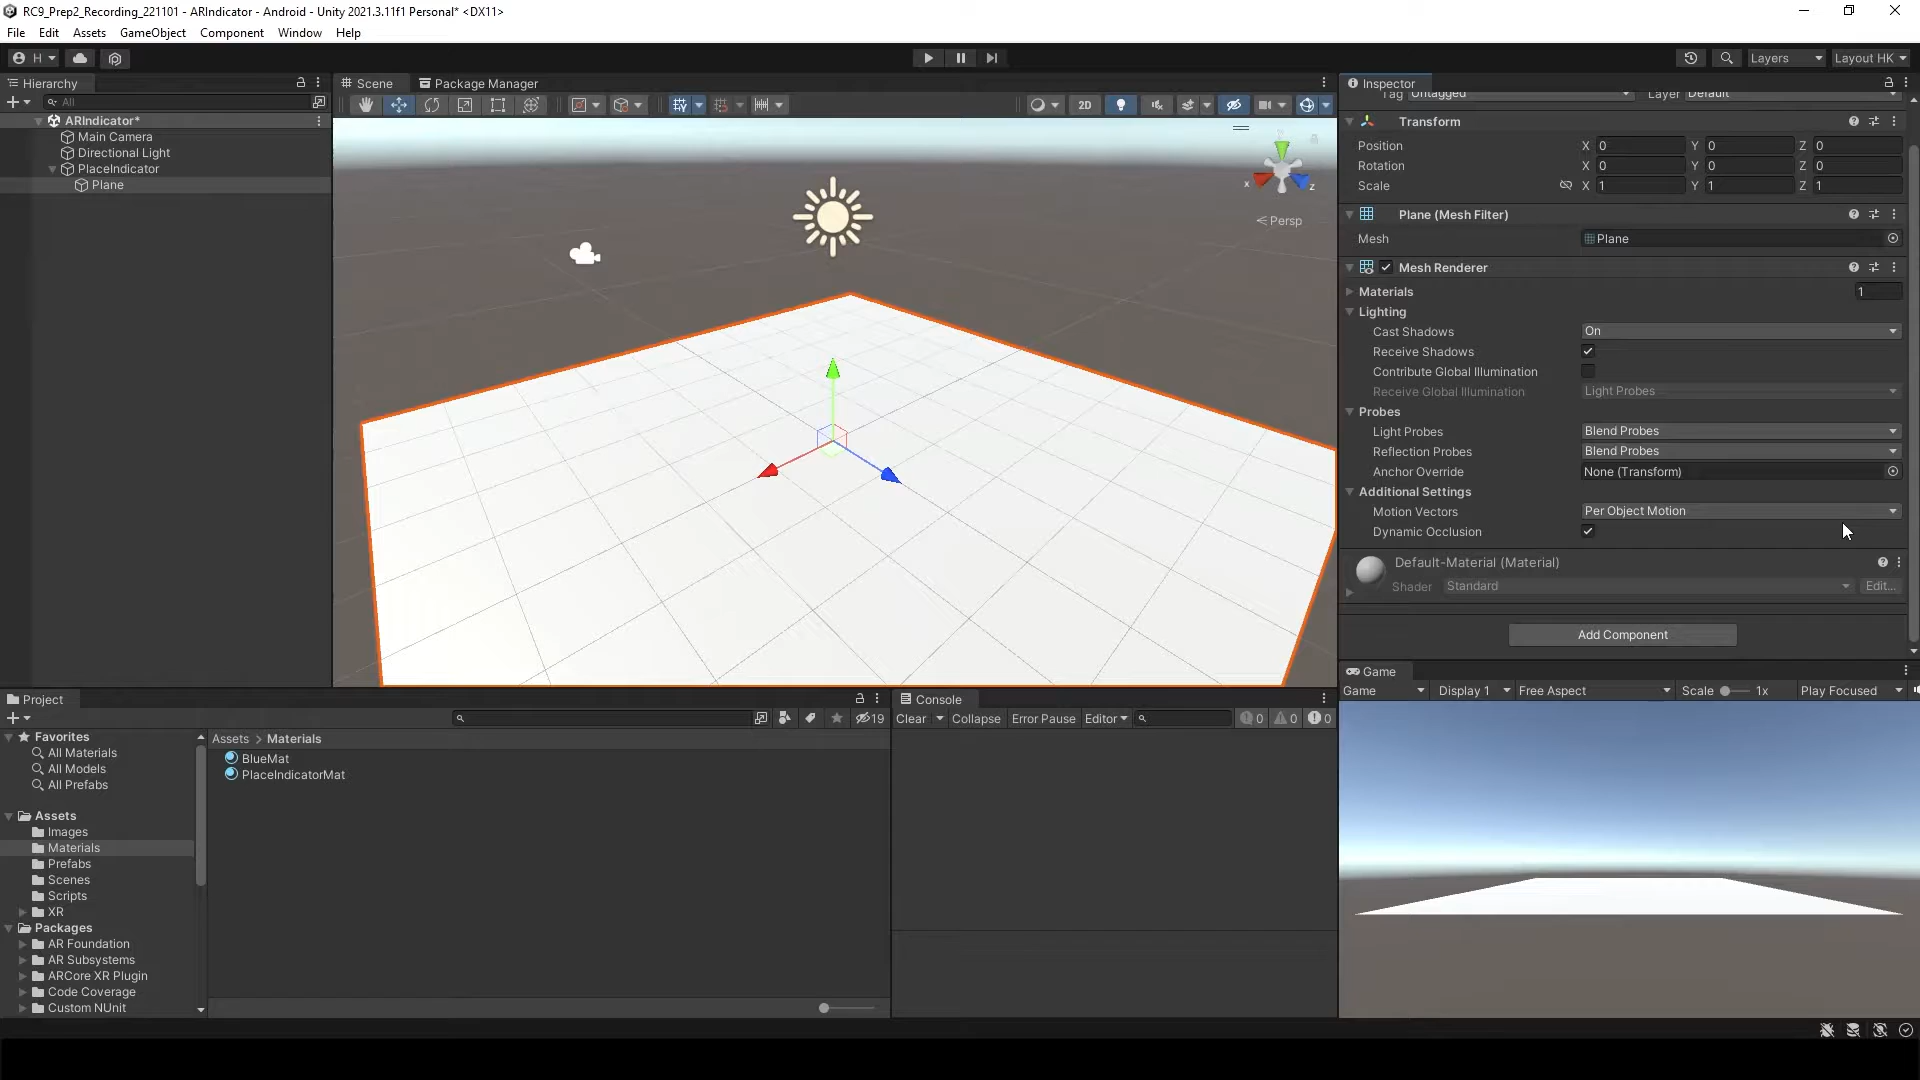 RC9_Prep2_Recording_221101 - ARIndicator - Android - Unity 2021.3.11f1 Personal* <DX11>
File Edit Assets GameObject Component Window Help
H Layers Layout HK
Hierarchy
All
ARIndicator*
Main Camera
Directional Light
PlaceIndicator
Plane
Scene Package Manager
2D
Y
X Z
< Persp
Inspector
Tag Untagged Layer Default
Transform
Position X 0 Y 0 Z 0
Rotation X 0 Y 0 Z 0
Scale X 1 Y 1 Z 1
Plane (Mesh Filter)
Mesh Plane
Mesh Renderer
Materials 1
Lighting
Cast Shadows On
Receive Shadows
Contribute Global Illumination
Receive Global Illumination Light Probes
Probes
Light Probes Blend Probes
Reflection Probes Blend Probes
Anchor Override None (Transform)
Additional Settings
Motion Vectors Per Object Motion
Dynamic Occlusion
Default-Material (Material)
Shader Standard Edit...
Add Component
Game
Game Display 1 Free Aspect Scale 1x Play Focused
Project
19
Favorites
All Materials
All Models
All Prefabs
Assets
Images
Materials
Prefabs
Scenes
Scripts
XR
Packages
AR Foundation
AR Subsystems
ARCore XR Plugin
Code Coverage
Custom NUnit
Assets > Materials
BlueMat
PlaceIndicatorMat
Console
Clear Collapse Error Pause Editor 0 0 0